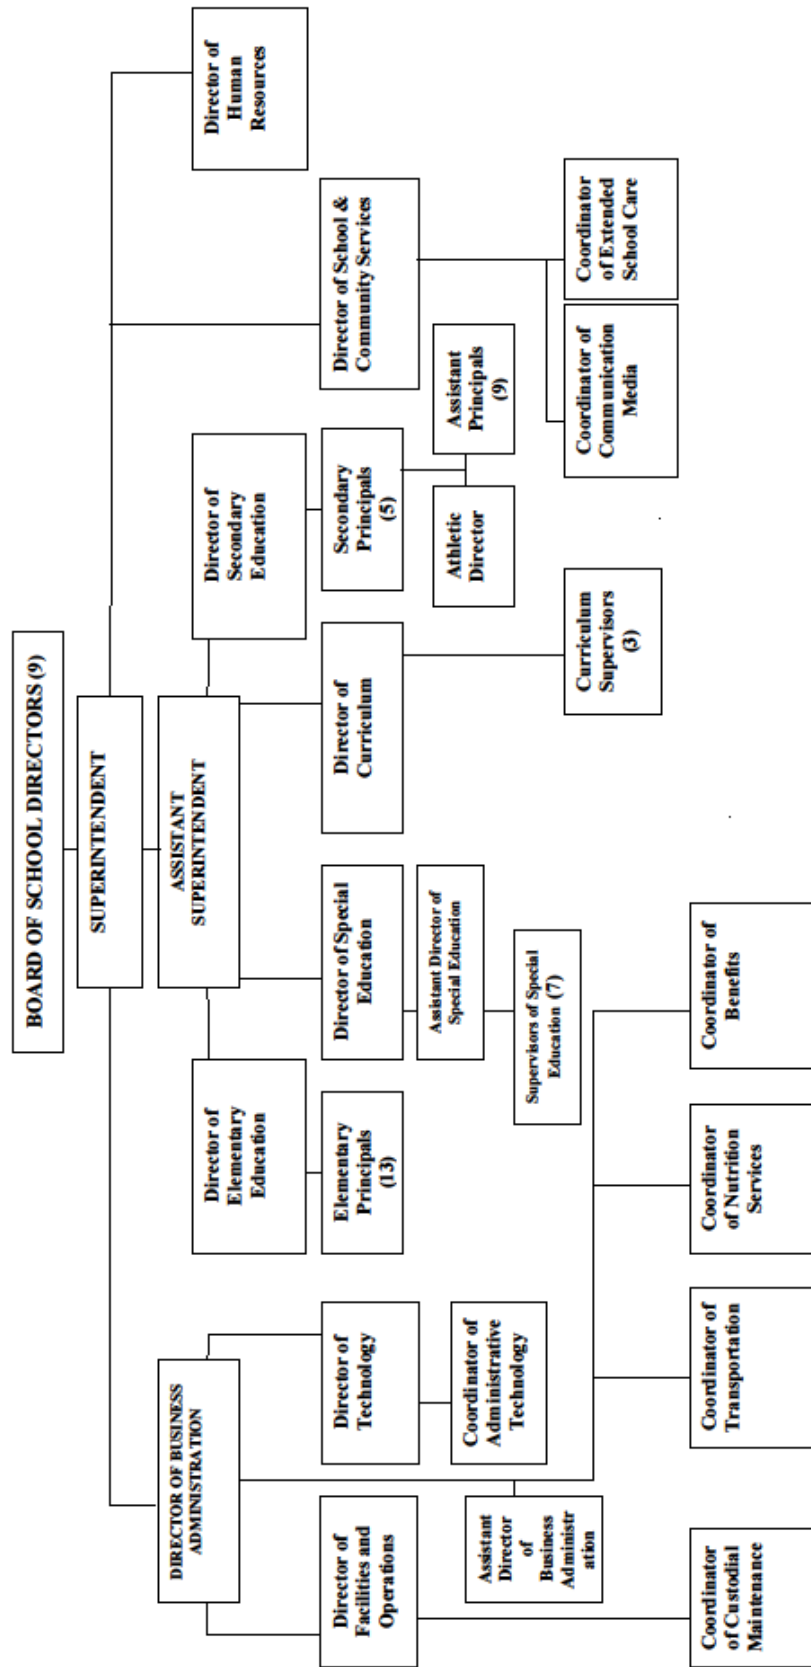 BOARD OF SCHOOL DIRECTORS (9)
SUPERINTENDENT
ASSISTANT
SUPERINTENDENT
DIRECTOR OF BUSINESS
ADMINISTRATION
Director of
Elementary
Education
Director of
Secondary
Education
Director of
Human
Resources
Director of
Facilities and
Operations
Director of
Technology
Elementary
Principals
(13)
Director of Special
Education
Director of
Curriculum
Secondary
Principals
(5)
Director of School &
Community Services
Assistant Director of
Special Education
Athletic
Director
Assistant
Principals
(9)
Coordinator of
Administrative
Technology
Assistant
Director
of
Business
Administr
ation
Supervisors of Special
Education (7)
Curriculum
Supervisors
(3)
Coordinator of
Communication
Media
Coordinator
of Extended
School Care
Coordinator
of Custodial
Maintenance
Coordinator of
Transportation
Coordinator
of Nutrition
Services
Coordinator of
Benefits